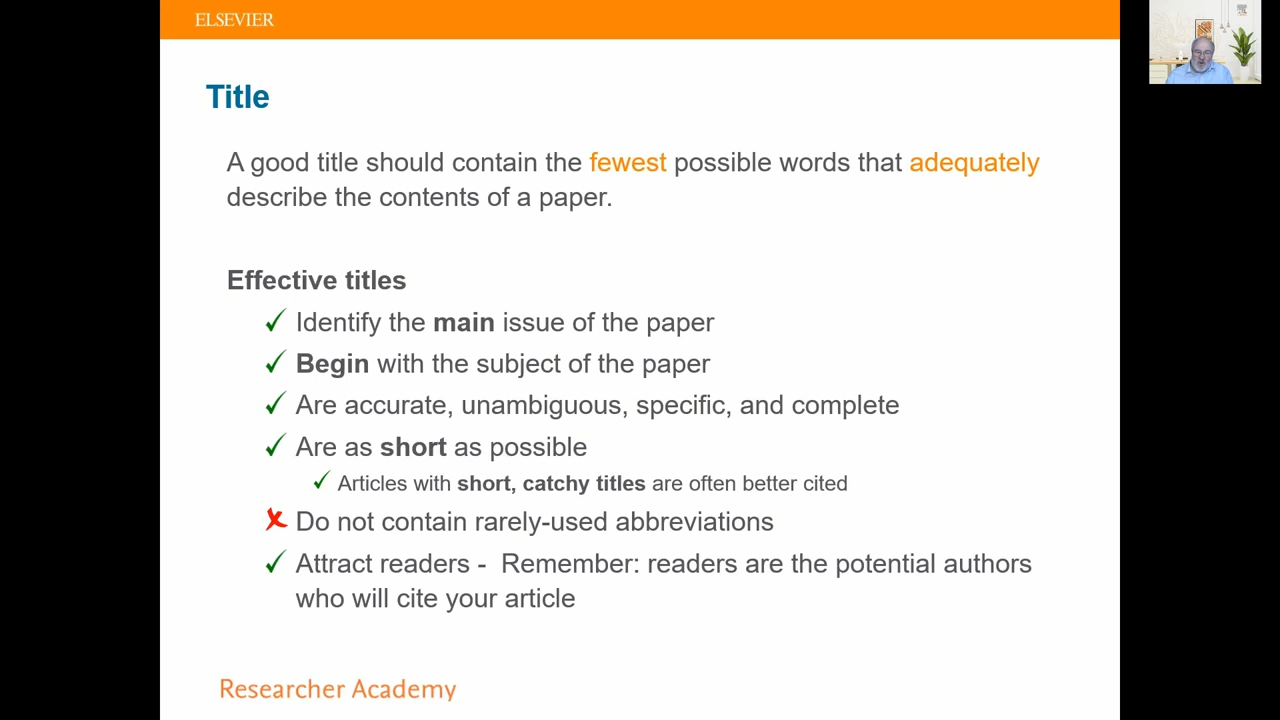 ELSEVIER
Title
A good title should contain the fewest possible words that adequately
describe the contents of a paper.
Effective titles
✓ Identify the main issue of the paper
✓ Begin with the subject of the paper
✓ Are accurate, unambiguous, specific, and complete
✓ Are as short as possible
✓ Articles with short, catchy titles are often better cited
✗ Do not contain rarely-used abbreviations
✓ Attract readers - Remember: readers are the potential authors
who will cite your article
Researcher Academy